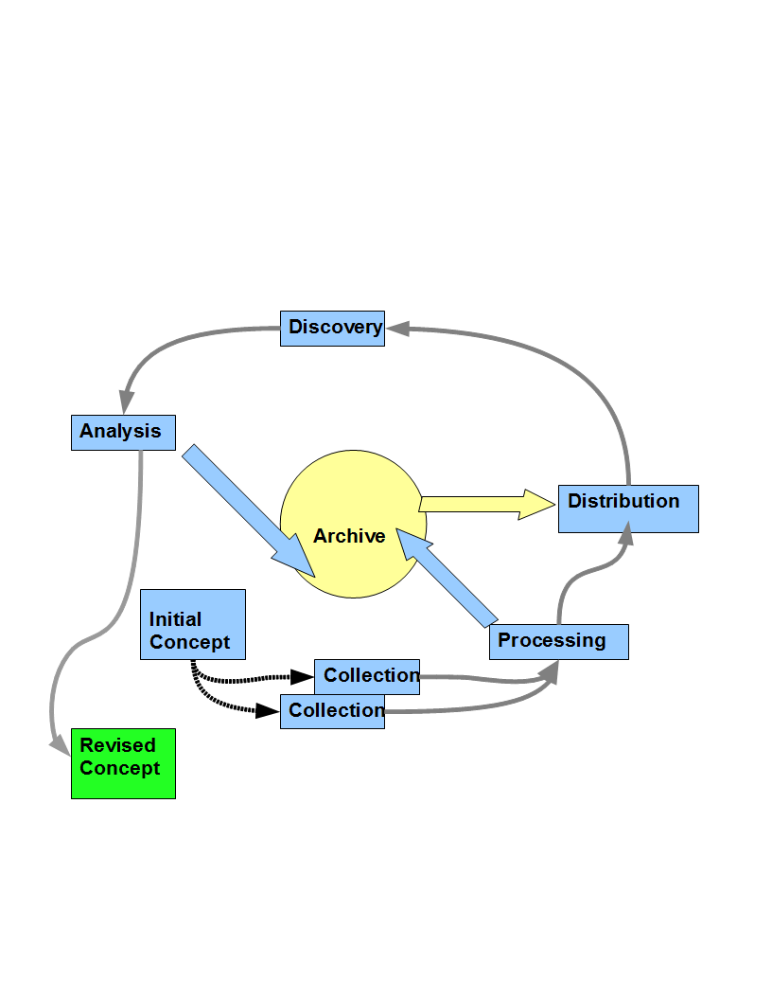 Discovery
Analysis
Distribution
Archive
Initial
Concept
Processing
Collection
Collection
Revised
Concept